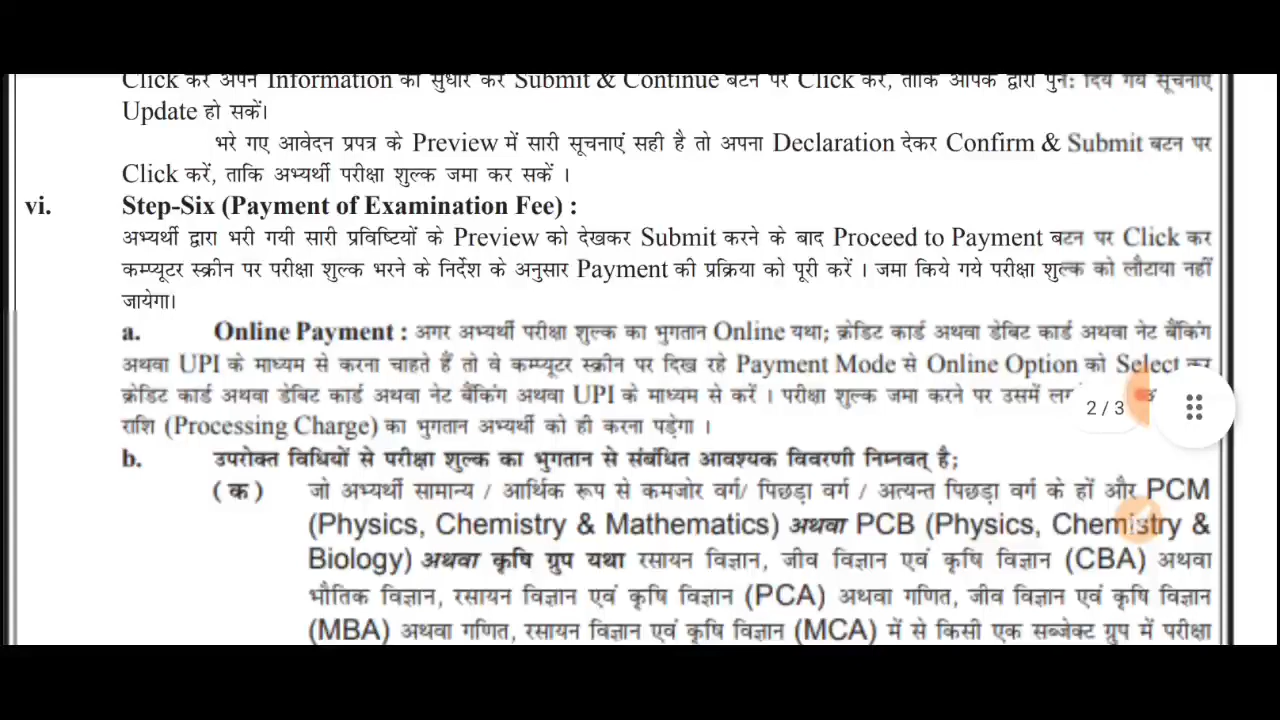 Click कर अपने Information को सुधार कर Submit & Continue बटन पर Click करें, ताकि आपके द्वारा पुन: दिये गये सूचनाएँ
Update हो सकें।
भरे गए आवेदन प्रपत्र के Preview में सारी सूचनाएं सही है तो अपना Declaration देकर Confirm & Submit बटन पर
Click करें, ताकि अभ्यर्थी परीक्षा शुल्क जमा कर सकें ।
vi. Step-Six (Payment of Examination Fee) :
अभ्यर्थी द्वारा भरी गयी सारी प्रविष्टियों के Preview को देखकर Submit करने के बाद Proceed to Payment बटन पर Click कर
कम्प्यूटर स्क्रीन पर परीक्षा शुल्क भरने के निर्देश के अनुसार Payment की प्रक्रिया को पूरी करें । जमा किये गये परीक्षा शुल्क को लौटाया नहीं
जायेगा।
a. Online Payment : अगर अभ्यर्थी परीक्षा शुल्क का भुगतान Online यथा; क्रेडिट कार्ड अथवा डेबिट कार्ड अथवा नेट बैंकिंग
अथवा UPI के माध्यम से करना चाहते हैं तो वे कम्प्यूटर स्क्रीन पर दिख रहे Payment Mode से Online Option को Select कर
क्रेडिट कार्ड अथवा डेबिट कार्ड अथवा नेट बैंकिंग अथवा UPI के माध्यम से करें । परीक्षा शुल्क जमा करने पर उसमें
2 / 3
राशि (Processing Charge) का भुगतान अभ्यर्थी को ही करना पड़ेगा ।
b. उपरोक्त विधियों से परीक्षा शुल्क का भुगतान से संबंधित आवश्यक विवरणी निम्नवत् है;
(क) जो अभ्यर्थी सामान्य / आर्थिक रूप से कमजोर वर्ग/ पिछड़ा वर्ग / अत्यन्त पिछड़ा वर्ग के हों और PCM
(Physics, Chemistry & Mathematics) अथवा PCB (Physics, Chemistry &
Biology) अथवा कृषि ग्रुप यथा रसायन विज्ञान, जीव विज्ञान एवं कृषि विज्ञान (CBA) अथवा
भौतिक विज्ञान, रसायन विज्ञान एवं कृषि विज्ञान (PCA) अथवा गणित, जीव विज्ञान एवं कृषि विज्ञान
(MBA) अथवा गणित, रसायन विज्ञान एवं कृषि विज्ञान (MCA) में से किसी एक सब्जेक्ट ग्रुप में परीक्षा